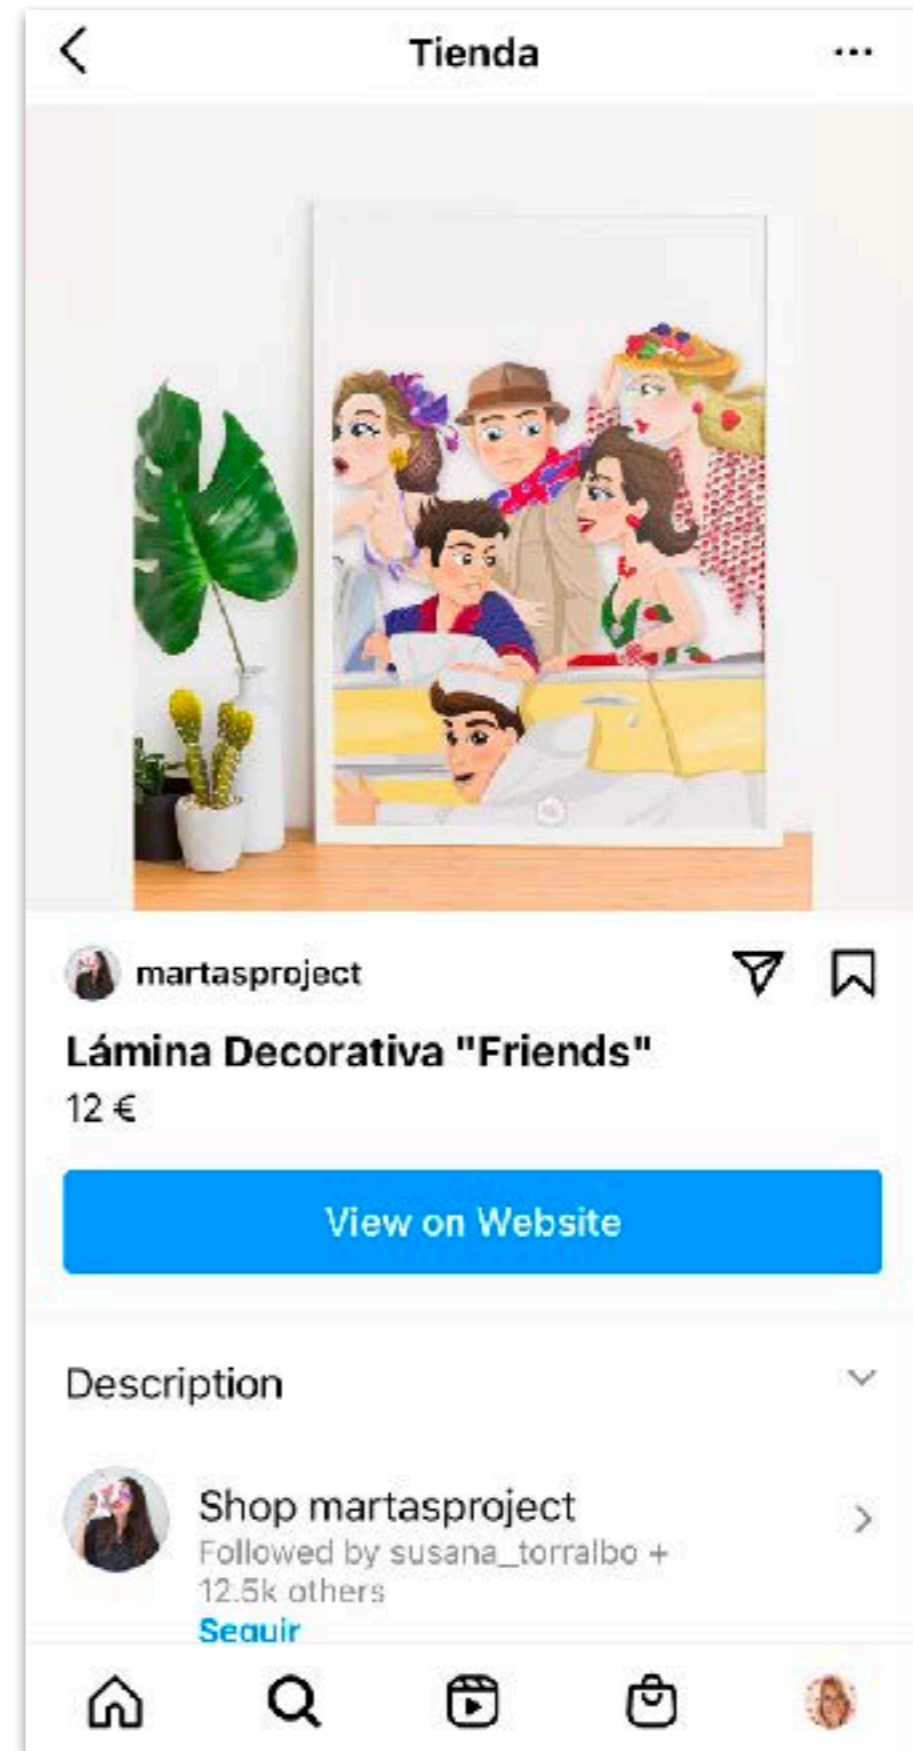 Tienda
martasproject
Lámina Decorativa "Friends"
12 €
View on Website
Description
Shop martasproject
Followed by susana_torralbo +
12.5k others
Seguir